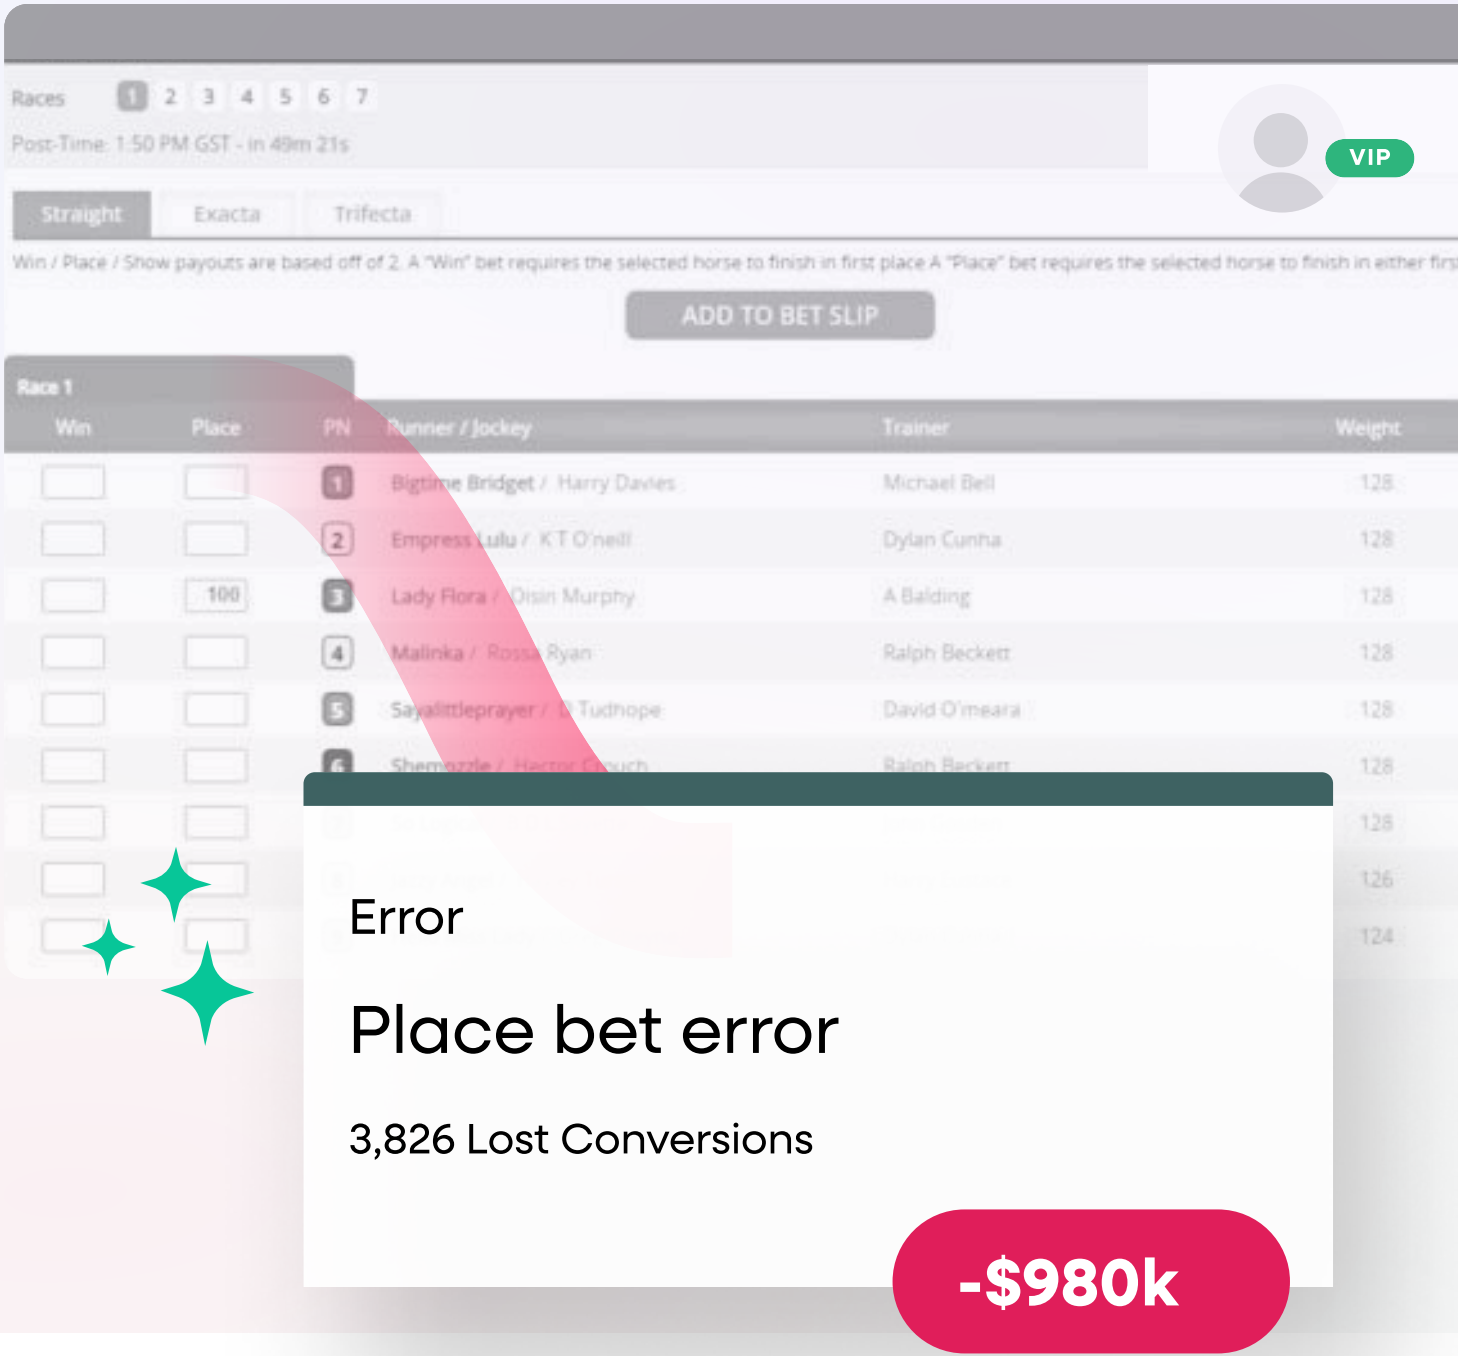 Races 1 2 3 4 5 6 7
VIP
Post-Time: 1:50 PM GST - in 49m 21s
Straight Exacta Trifecta
Win / Place / Show payouts are based off of 2. A "Win" bet requires the selected horse to finish in first place A "Place" bet requires the selected horse to finish in either firs
ADD TO BET SLIP
Race 1
Win Place PN Runner / Jockey Trainer Weight
1 Bigtime Bridget / Harry Davies Michael Bell 128
2 Empress Lulu / K T O'neill Dylan Cunha 128
100 3 Lady Flora / Oisin Murphy A Balding 128
4 Malinka / Rossa Ryan Ralph Beckett 128
5 Sayalittleprayer / D Tudhope David O'meara 128
6 Shemozzle / Hector Crouch Ralph Beckett 128
128
126
124
Error
Place bet error
3,826 Lost Conversions
-$980k